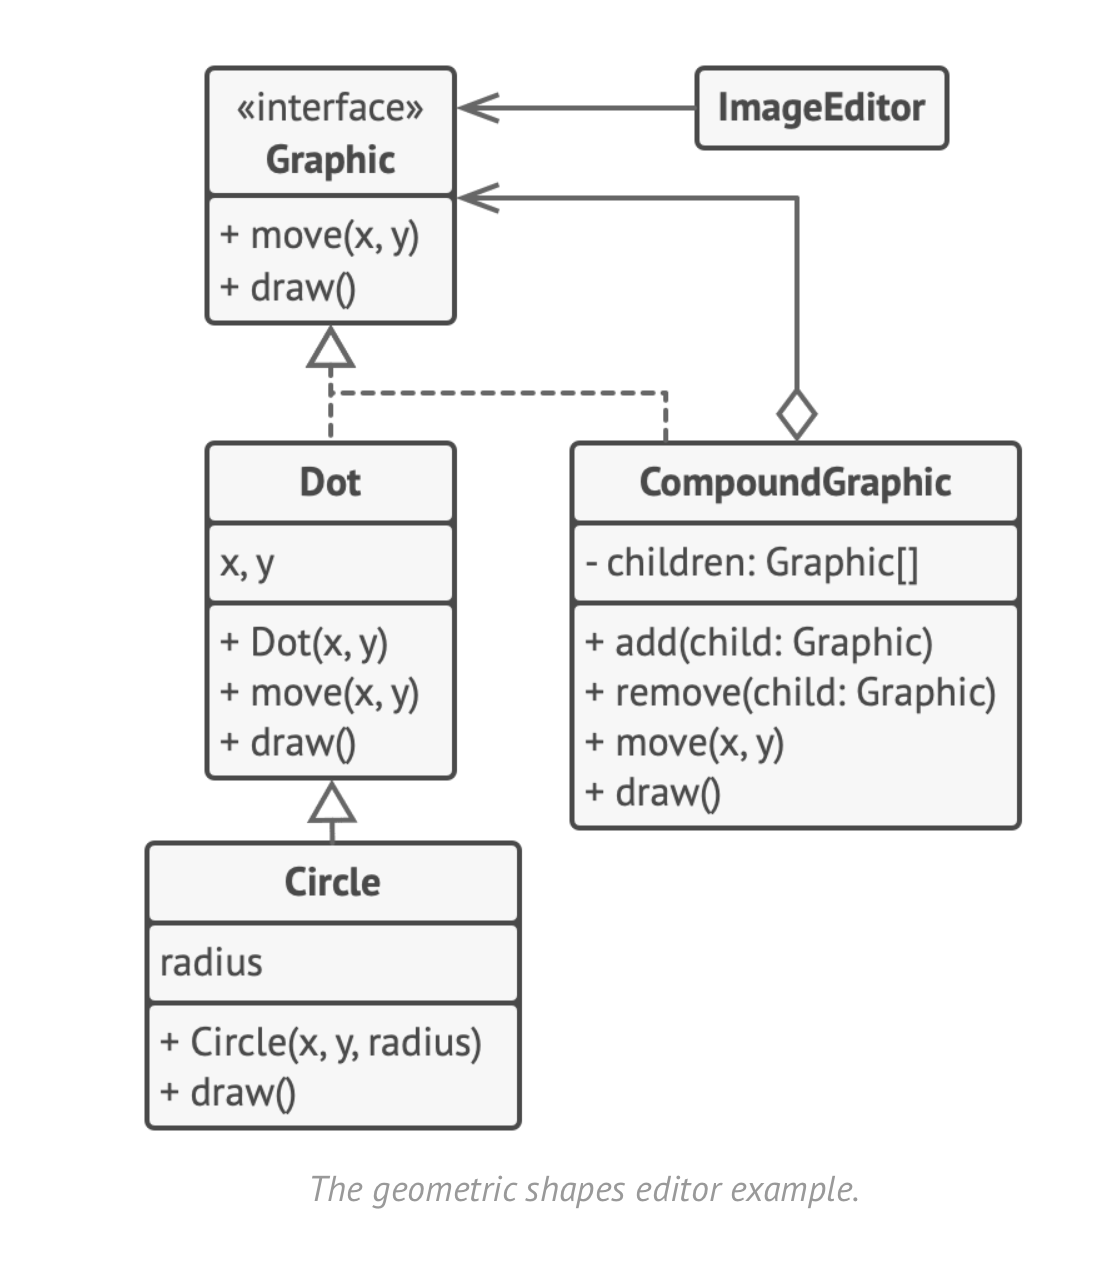 «interface»
Graphic
+ move(x, y)
+ draw()
ImageEditor
Dot
x, y
+ Dot(x, y)
+ move(x, y)
+ draw()
CompoundGraphic
- children: Graphic[]
+ add(child: Graphic)
+ remove(child: Graphic)
+ move(x, y)
+ draw()
Circle
radius
+ Circle(x, y, radius)
+ draw()
The geometric shapes editor example.